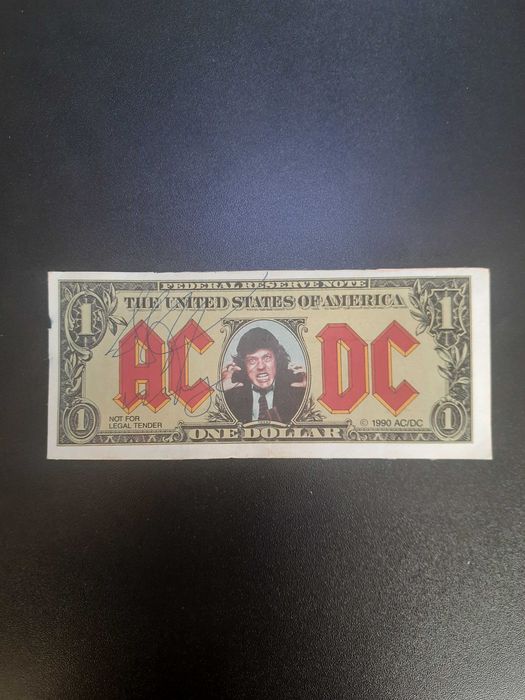 FEDERAL RESERVE NOTE
THE UNITED STATES OF AMERICA
1 1
AC DC
NOT FOR
LEGAL TENDER
© 1990 AC/DC
1 ONE DOLLAR 1